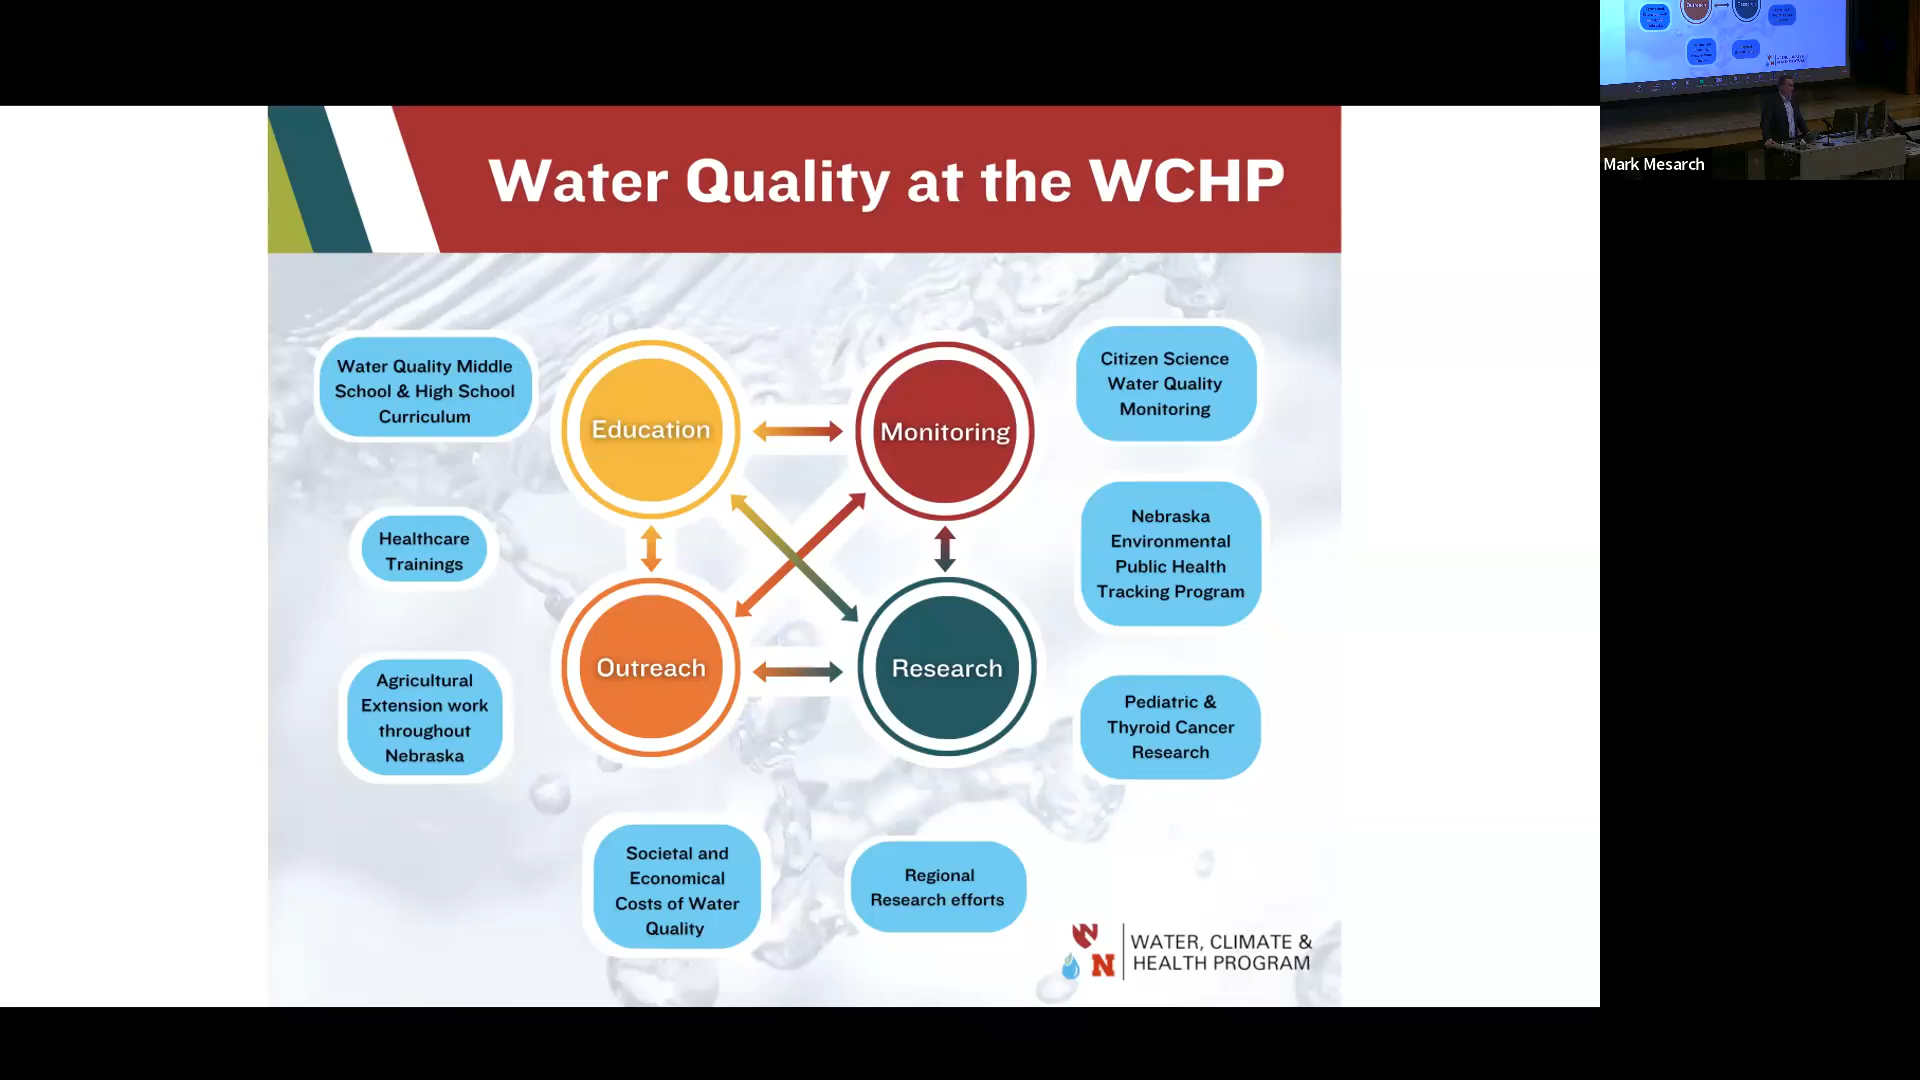 Water Quality at the WCHP
Water Quality Middle
School & High School
Curriculum
Education
Monitoring
Citizen Science
Water Quality
Monitoring
Healthcare
Trainings
Nebraska
Environmental
Public Health
Tracking Program
Agricultural
Extension work
throughout
Nebraska
Outreach
Research
Pediatric &
Thyroid Cancer
Research
Societal and
Economical
Costs of Water
Quality
Regional
Research efforts
N
WATER, CLIMATE &
HEALTH PROGRAM
Outreach
Mark Mesarch